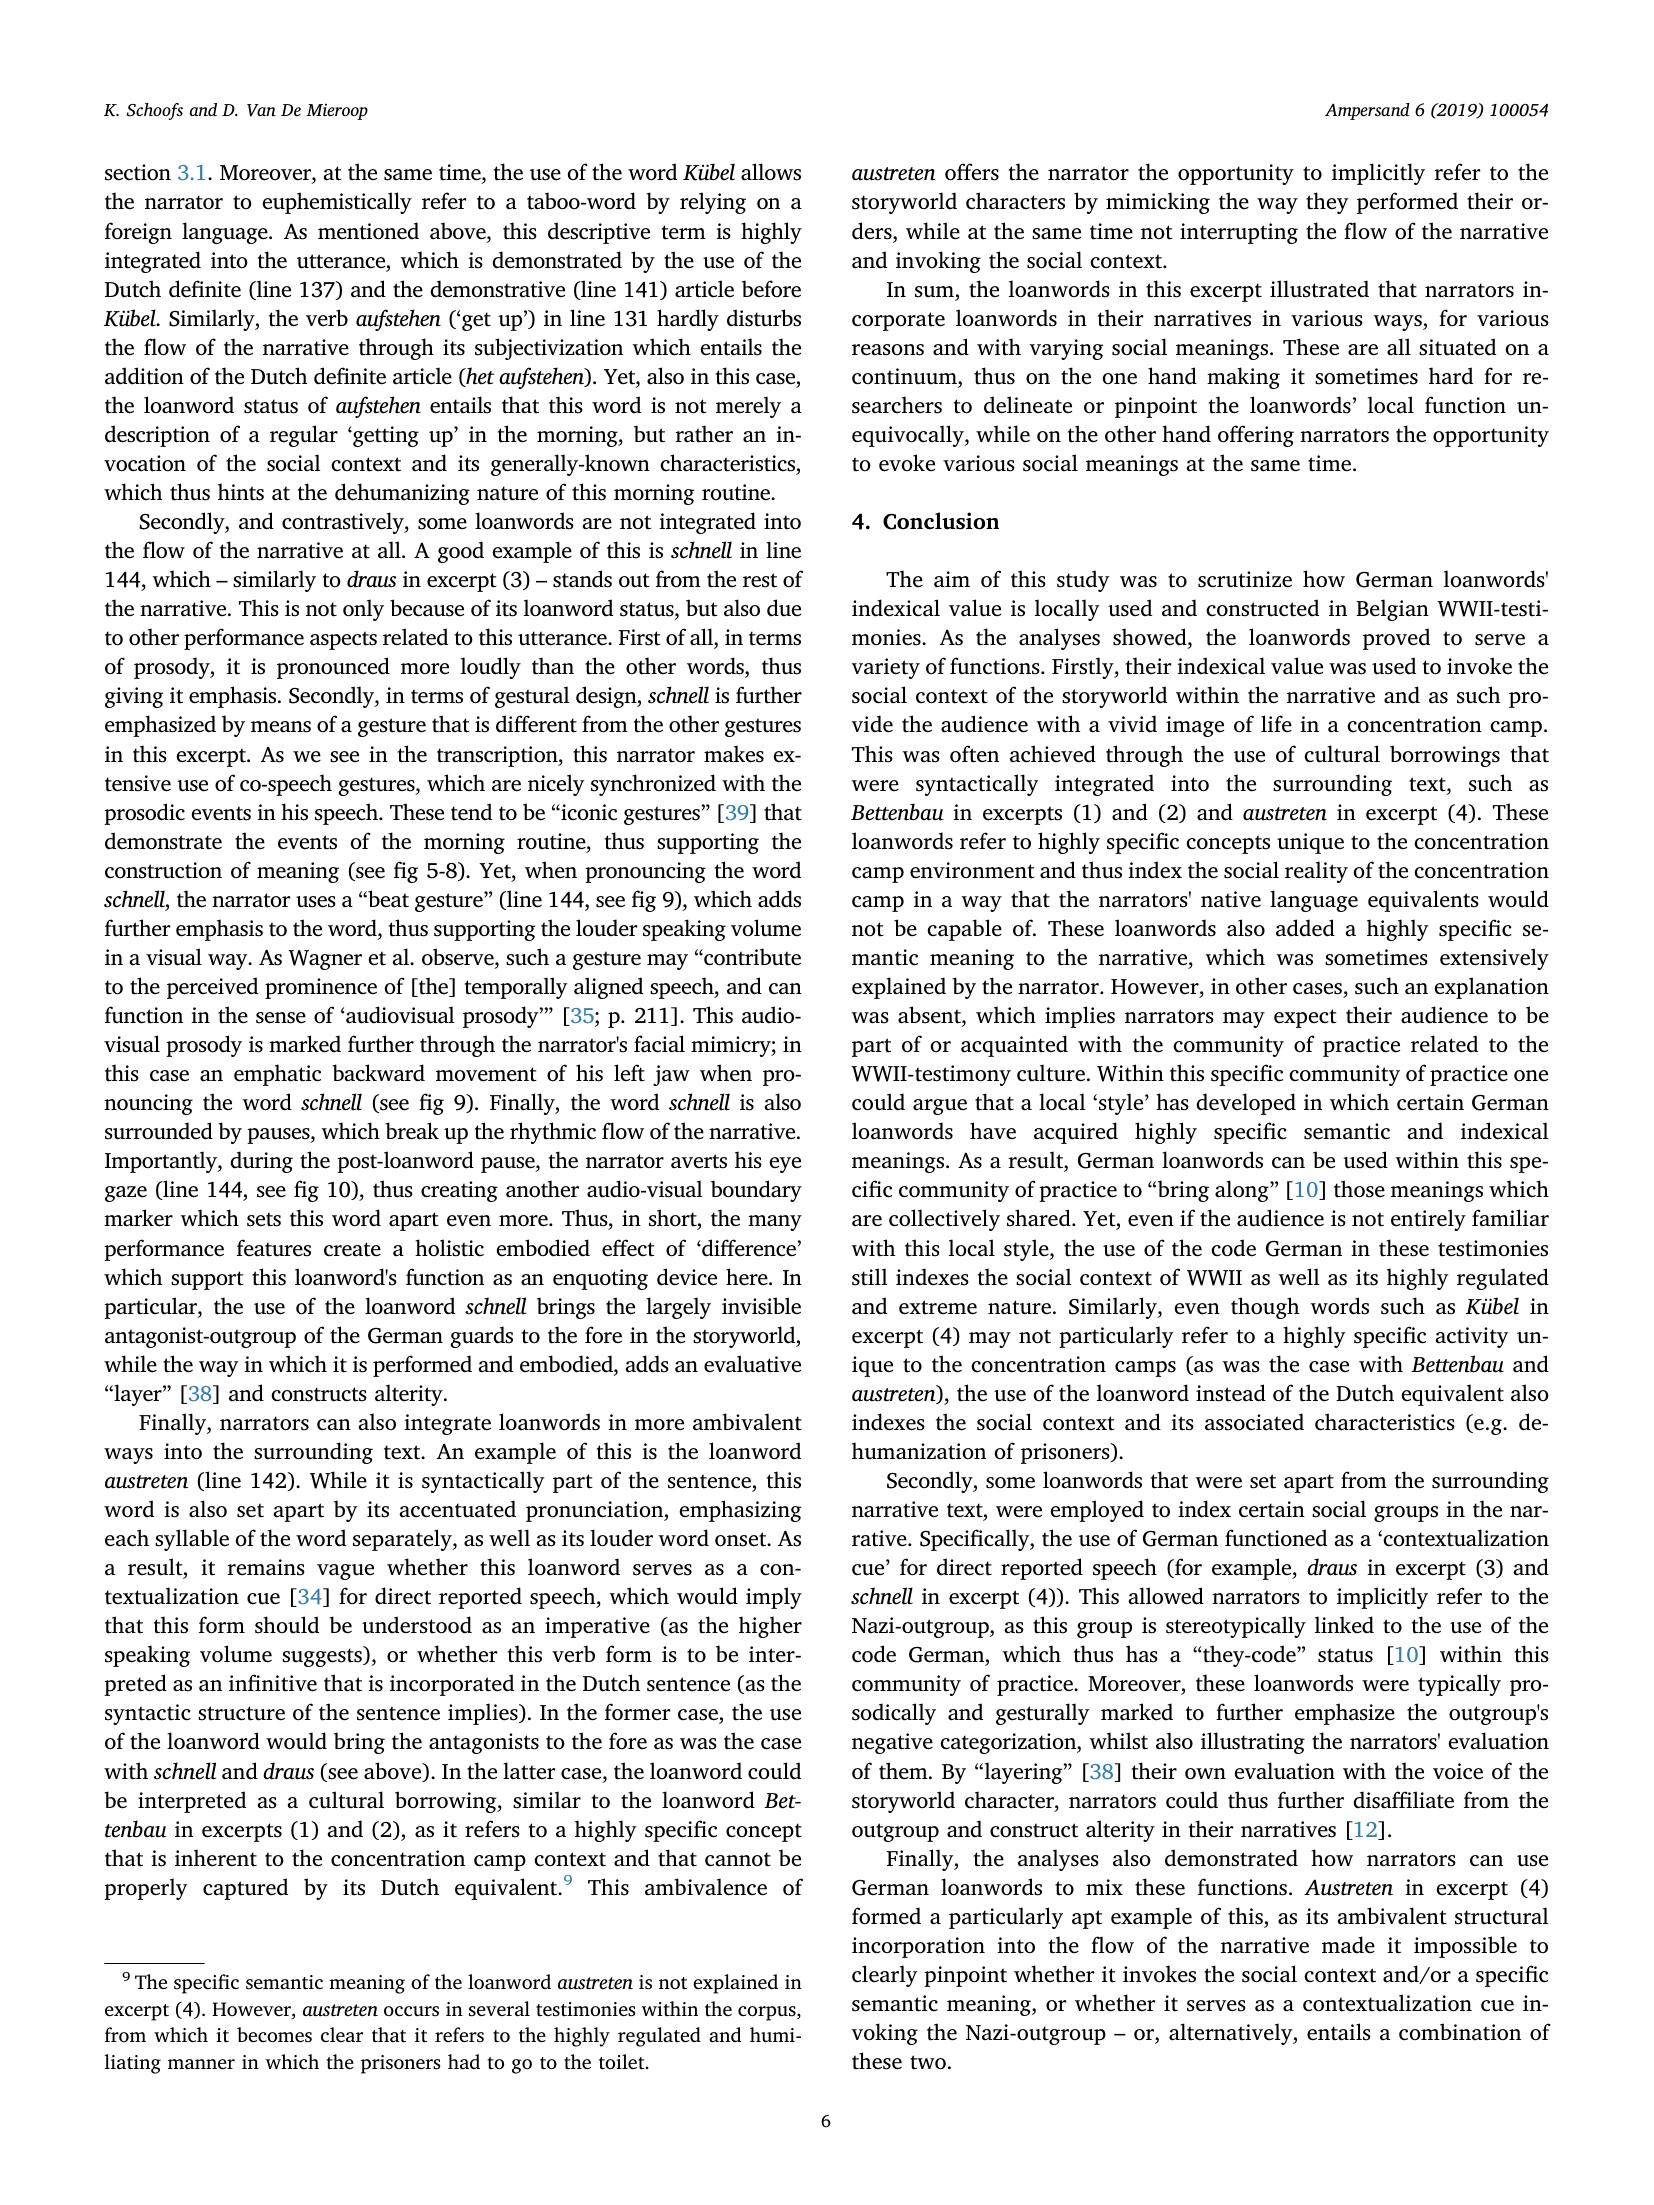 K. Schoofs and D. Van De Mieroop
Ampersand 6 (2019) 100054
section 3.1. Moreover, at the same time, the use of the word Kübel allows
the narrator to euphemistically refer to a taboo-word by relying on a
foreign language. As mentioned above, this descriptive term is highly
integrated into the utterance, which is demonstrated by the use of the
Dutch definite (line 137) and the demonstrative (line 141) article before
Kübel. Similarly, the verb aufstehen (‘get up’) in line 131 hardly disturbs
the flow of the narrative through its subjectivization which entails the
addition of the Dutch definite article (het aufstehen). Yet, also in this case,
the loanword status of aufstehen entails that this word is not merely a
description of a regular ‘getting up’ in the morning, but rather an in-
vocation of the social context and its generally-known characteristics,
which thus hints at the dehumanizing nature of this morning routine.
Secondly, and contrastively, some loanwords are not integrated into
the flow of the narrative at all. A good example of this is schnell in line
144, which – similarly to draus in excerpt (3) – stands out from the rest of
the narrative. This is not only because of its loanword status, but also due
to other performance aspects related to this utterance. First of all, in terms
of prosody, it is pronounced more loudly than the other words, thus
giving it emphasis. Secondly, in terms of gestural design, schnell is further
emphasized by means of a gesture that is different from the other gestures
in this excerpt. As we see in the transcription, this narrator makes ex-
tensive use of co-speech gestures, which are nicely synchronized with the
prosodic events in his speech. These tend to be “iconic gestures” [39] that
demonstrate the events of the morning routine, thus supporting the
construction of meaning (see fig 5-8). Yet, when pronouncing the word
schnell, the narrator uses a “beat gesture” (line 144, see fig 9), which adds
further emphasis to the word, thus supporting the louder speaking volume
in a visual way. As Wagner et al. observe, such a gesture may “contribute
to the perceived prominence of [the] temporally aligned speech, and can
function in the sense of ‘audiovisual prosody’” [35; p. 211]. This audio-
visual prosody is marked further through the narrator's facial mimicry; in
this case an emphatic backward movement of his left jaw when pro-
nouncing the word schnell (see fig 9). Finally, the word schnell is also
surrounded by pauses, which break up the rhythmic flow of the narrative.
Importantly, during the post-loanword pause, the narrator averts his eye
gaze (line 144, see fig 10), thus creating another audio-visual boundary
marker which sets this word apart even more. Thus, in short, the many
performance features create a holistic embodied effect of ‘difference’
which support this loanword's function as an enquoting device here. In
particular, the use of the loanword schnell brings the largely invisible
antagonist-outgroup of the German guards to the fore in the storyworld,
while the way in which it is performed and embodied, adds an evaluative
“layer” [38] and constructs alterity.
Finally, narrators can also integrate loanwords in more ambivalent
ways into the surrounding text. An example of this is the loanword
austreten (line 142). While it is syntactically part of the sentence, this
word is also set apart by its accentuated pronunciation, emphasizing
each syllable of the word separately, as well as its louder word onset. As
a result, it remains vague whether this loanword serves as a con-
textualization cue [34] for direct reported speech, which would imply
that this form should be understood as an imperative (as the higher
speaking volume suggests), or whether this verb form is to be inter-
preted as an infinitive that is incorporated in the Dutch sentence (as the
syntactic structure of the sentence implies). In the former case, the use
of the loanword would bring the antagonists to the fore as was the case
with schnell and draus (see above). In the latter case, the loanword could
be interpreted as a cultural borrowing, similar to the loanword Bet-
tenbau in excerpts (1) and (2), as it refers to a highly specific concept
that is inherent to the concentration camp context and that cannot be
properly captured by its Dutch equivalent.9 This ambivalence of
9 The specific semantic meaning of the loanword austreten is not explained in
excerpt (4). However, austreten occurs in several testimonies within the corpus,
from which it becomes clear that it refers to the highly regulated and humi-
liating manner in which the prisoners had to go to the toilet.
austreten offers the narrator the opportunity to implicitly refer to the
storyworld characters by mimicking the way they performed their or-
ders, while at the same time not interrupting the flow of the narrative
and invoking the social context.
In sum, the loanwords in this excerpt illustrated that narrators in-
corporate loanwords in their narratives in various ways, for various
reasons and with varying social meanings. These are all situated on a
continuum, thus on the one hand making it sometimes hard for re-
searchers to delineate or pinpoint the loanwords’ local function un-
equivocally, while on the other hand offering narrators the opportunity
to evoke various social meanings at the same time.
4. Conclusion
The aim of this study was to scrutinize how German loanwords'
indexical value is locally used and constructed in Belgian WWII-testi-
monies. As the analyses showed, the loanwords proved to serve a
variety of functions. Firstly, their indexical value was used to invoke the
social context of the storyworld within the narrative and as such pro-
vide the audience with a vivid image of life in a concentration camp.
This was often achieved through the use of cultural borrowings that
were syntactically integrated into the surrounding text, such as
Bettenbau in excerpts (1) and (2) and austreten in excerpt (4). These
loanwords refer to highly specific concepts unique to the concentration
camp environment and thus index the social reality of the concentration
camp in a way that the narrators' native language equivalents would
not be capable of. These loanwords also added a highly specific se-
mantic meaning to the narrative, which was sometimes extensively
explained by the narrator. However, in other cases, such an explanation
was absent, which implies narrators may expect their audience to be
part of or acquainted with the community of practice related to the
WWII-testimony culture. Within this specific community of practice one
could argue that a local ‘style’ has developed in which certain German
loanwords have acquired highly specific semantic and indexical
meanings. As a result, German loanwords can be used within this spe-
cific community of practice to “bring along” [10] those meanings which
are collectively shared. Yet, even if the audience is not entirely familiar
with this local style, the use of the code German in these testimonies
still indexes the social context of WWII as well as its highly regulated
and extreme nature. Similarly, even though words such as Kübel in
excerpt (4) may not particularly refer to a highly specific activity un-
ique to the concentration camps (as was the case with Bettenbau and
austreten), the use of the loanword instead of the Dutch equivalent also
indexes the social context and its associated characteristics (e.g. de-
humanization of prisoners).
Secondly, some loanwords that were set apart from the surrounding
narrative text, were employed to index certain social groups in the nar-
rative. Specifically, the use of German functioned as a ‘contextualization
cue’ for direct reported speech (for example, draus in excerpt (3) and
schnell in excerpt (4)). This allowed narrators to implicitly refer to the
Nazi-outgroup, as this group is stereotypically linked to the use of the
code German, which thus has a “they-code” status [10] within this
community of practice. Moreover, these loanwords were typically pro-
sodically and gesturally marked to further emphasize the outgroup's
negative categorization, whilst also illustrating the narrators' evaluation
of them. By “layering” [38] their own evaluation with the voice of the
storyworld character, narrators could thus further disaffiliate from the
outgroup and construct alterity in their narratives [12].
Finally, the analyses also demonstrated how narrators can use
German loanwords to mix these functions. Austreten in excerpt (4)
formed a particularly apt example of this, as its ambivalent structural
incorporation into the flow of the narrative made it impossible to
clearly pinpoint whether it invokes the social context and/or a specific
semantic meaning, or whether it serves as a contextualization cue in-
voking the Nazi-outgroup – or, alternatively, entails a combination of
these two.
6